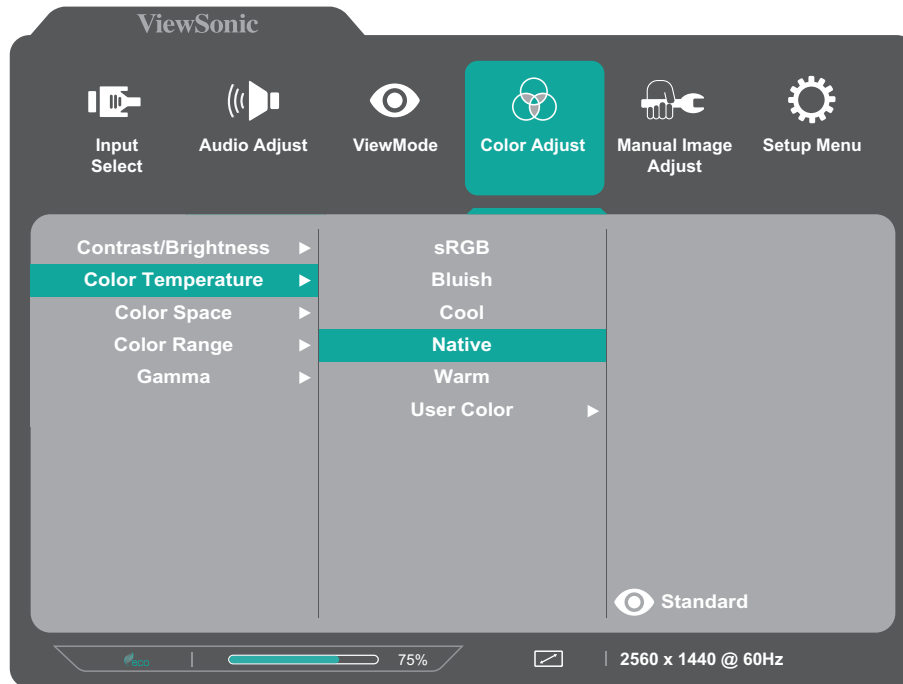 ViewSonic
Input
Select
Audio Adjust
ViewMode
Color Adjust
Manual Image
Adjust
Setup Menu
Contrast/Brightness
Color Temperature
Color Space
Color Range
Gamma
sRGB
Bluish
Cool
Native
Warm
User Color
Standard
eco
75%
2560 x 1440 @ 60Hz